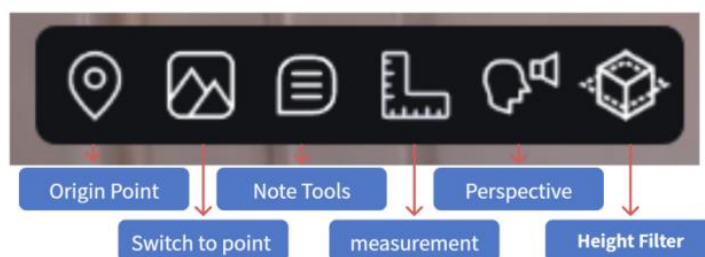 Origin Point
Note Tools
Perspective
Switch to point
measurement
Height Filter